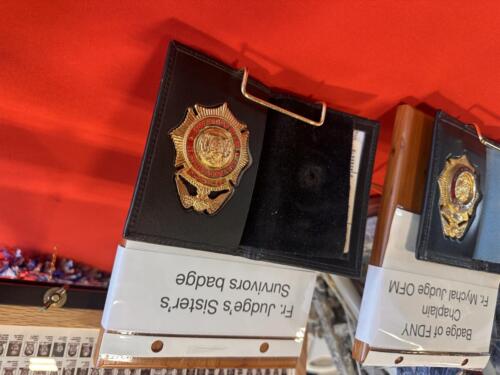 Fr. Judge's Sister's
Survivors badge
Badge of FDNY
Chaplain
Fr. Mychal Judge OFM